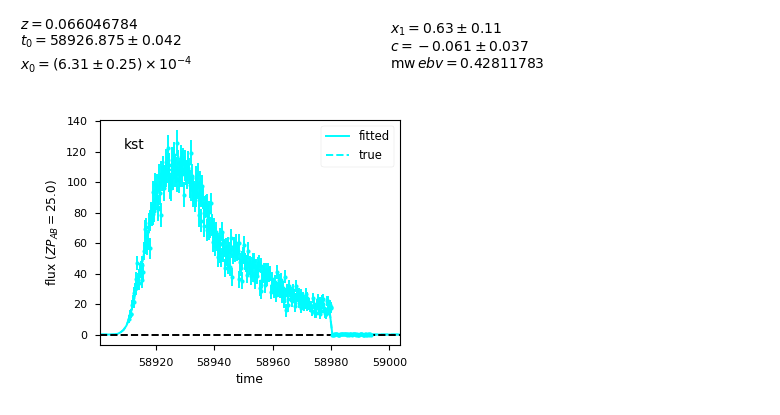 z = 0.066046784
t₀ = 58926.875 ± 0.042
x₀ = (6.31 ± 0.25) × 10⁻⁴
x₁ = 0.63 ± 0.11
c = −0.061 ± 0.037
mw ebv = 0.42811783
kst
fitted
true
140
120
100
80
60
40
20
0
flux (ZP_AB = 25.0)
58920 58940 58960 58980 59000
time